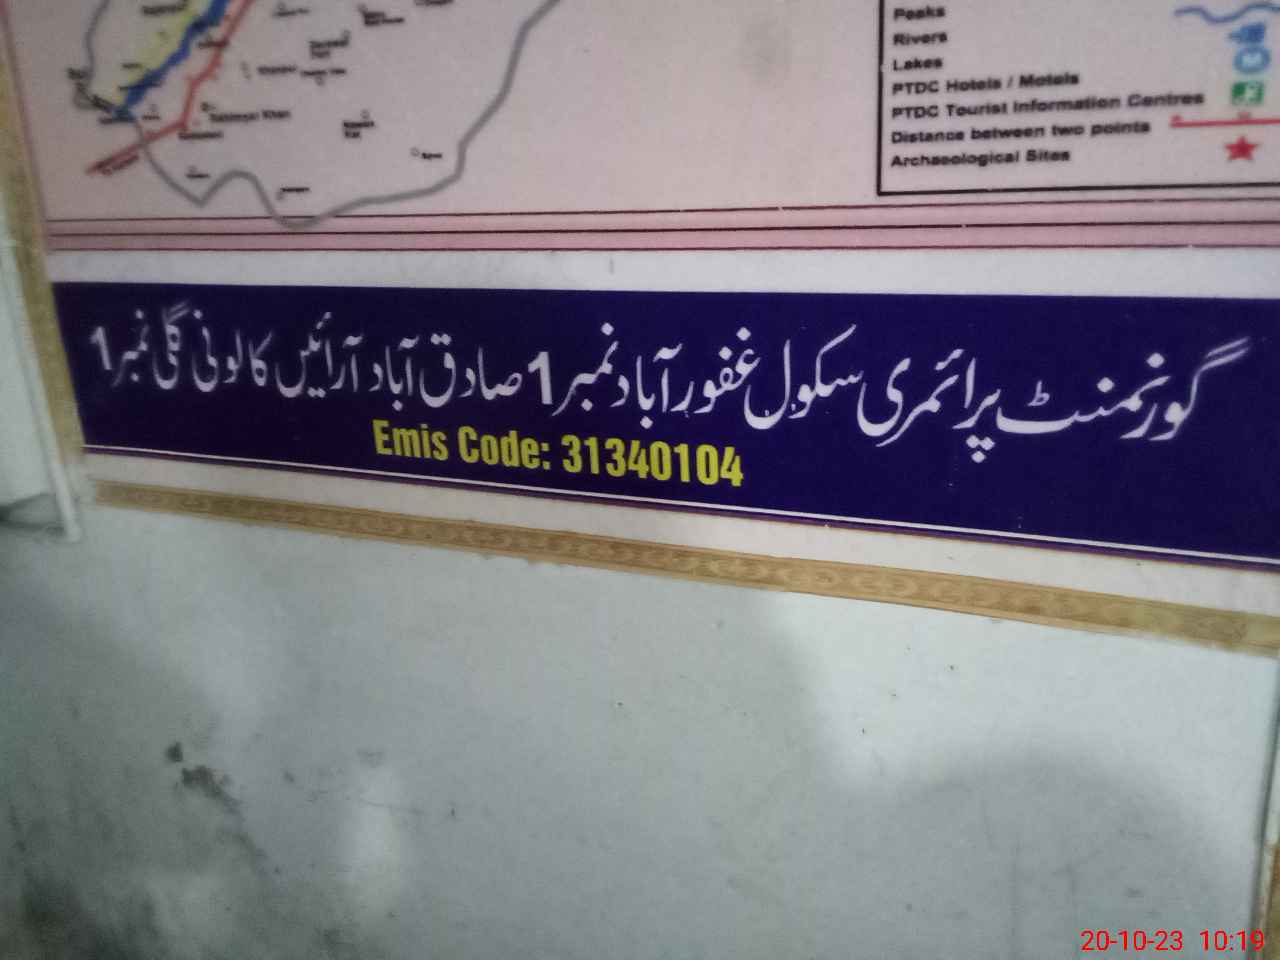 Peaks
Rivers
Lakes
PTDC Hotels / Motels
PTDC Tourist Information Centres
Distance between two points
Archaeological Sites
Rahimyar Khan
گورنمنٹ پرائمری سکول غفور آباد نمبر 1 صادق آباد آرائیں کالونی گلی نمبر 1
Emis Code: 31340104
20-10-23 10:19